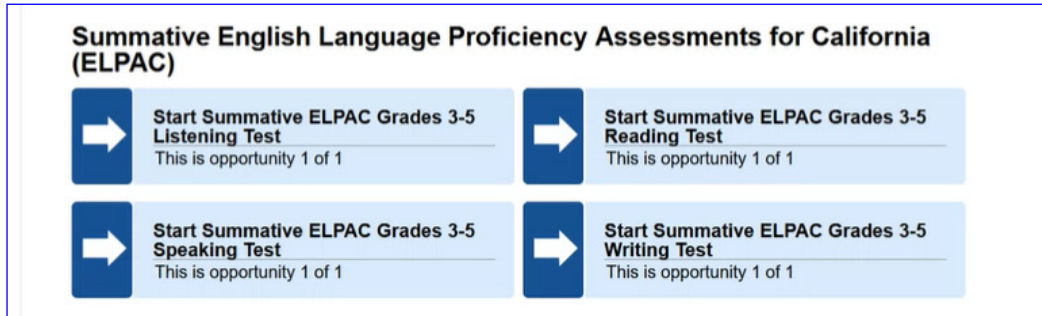 Summative English Language Proficiency Assessments for California
(ELPAC)
Start Summative ELPAC Grades 3-5
Listening Test
This is opportunity 1 of 1
Start Summative ELPAC Grades 3-5
Reading Test
This is opportunity 1 of 1
Start Summative ELPAC Grades 3-5
Speaking Test
This is opportunity 1 of 1
Start Summative ELPAC Grades 3-5
Writing Test
This is opportunity 1 of 1